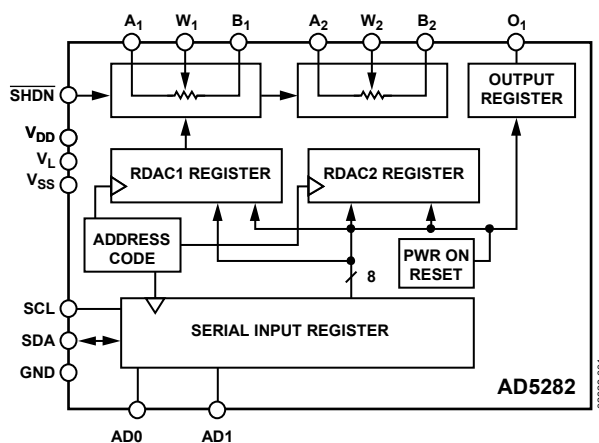 A1 W1 B1 A2 W2 B2 O1
SHDN
OUTPUT
REGISTER
VDD
VL
VSS
RDAC1 REGISTER
RDAC2 REGISTER
ADDRESS
CODE
PWR ON
RESET
8
SCL
SERIAL INPUT REGISTER
SDA
GND
AD5282
AD0 AD1